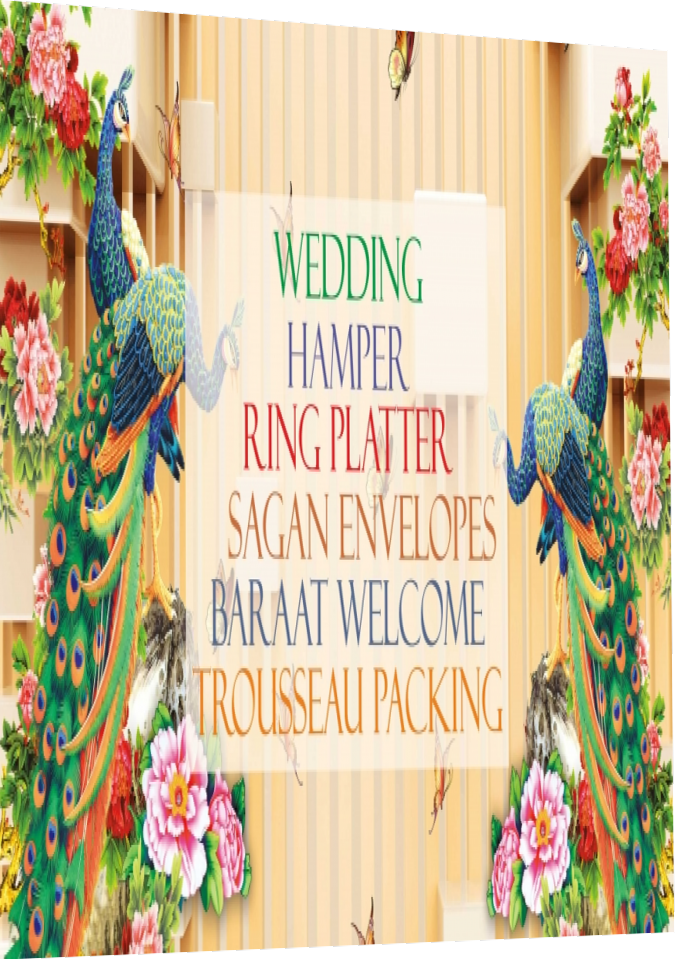 WEDDING
HAMPER
RING PLATTER
SAGAN ENVELOPES
BARAAT WELCOME
TROUSSEAU PACKING